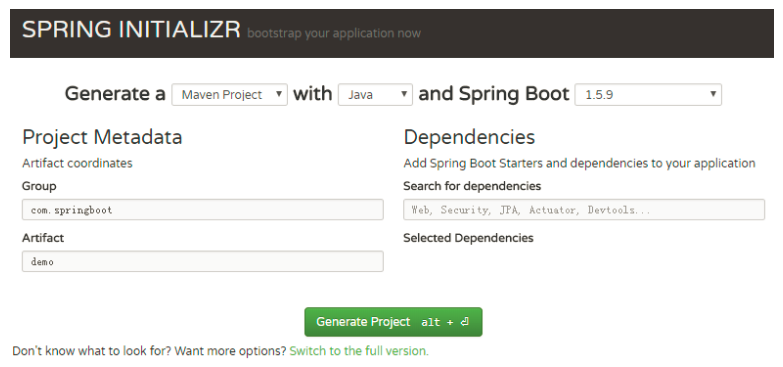 SPRING INITIALIZR bootstrap your application now
Generate a Maven Project with Java and Spring Boot 1.5.9
Project Metadata
Artifact coordinates
Group
com.springboot
Artifact
demo
Dependencies
Add Spring Boot Starters and dependencies to your application
Search for dependencies
Web, Security, JPA, Actuator, Devtools...
Selected Dependencies
Generate Project alt + ⏎
Don't know what to look for? Want more options? Switch to the full version.